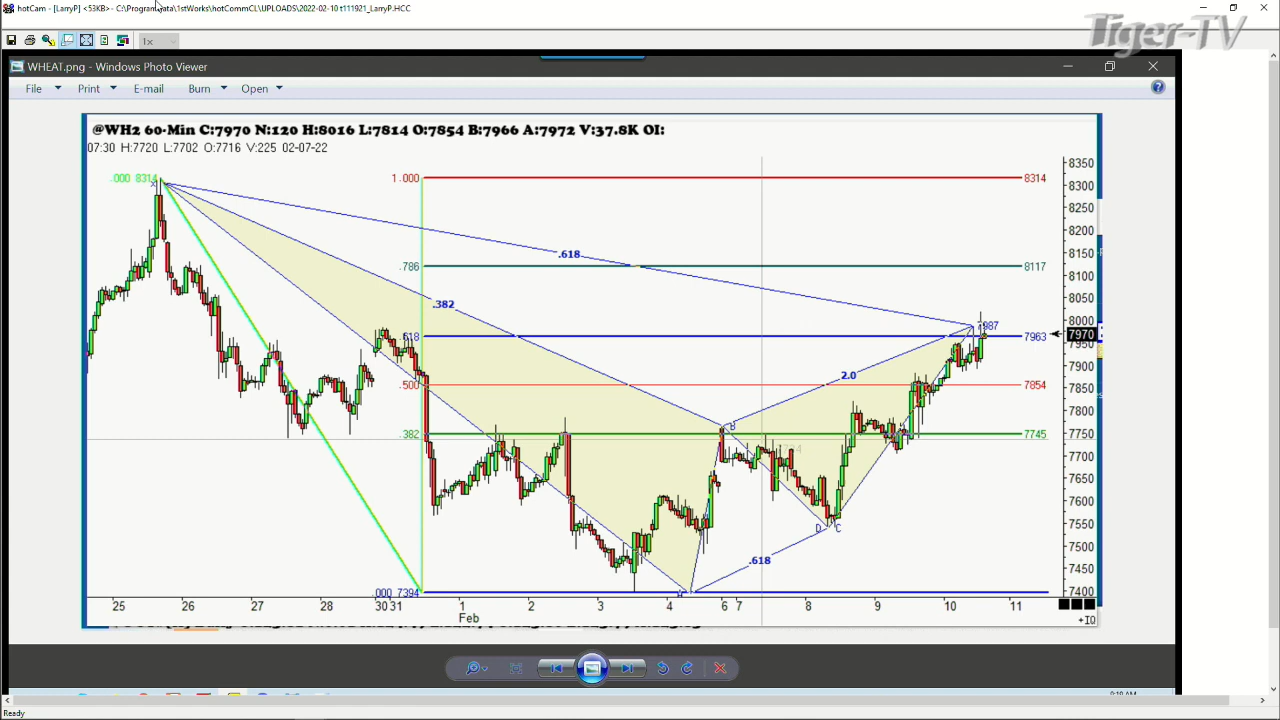 hotCam - [LarryP] <53KB>- C:\ProgramData\1stWorks\hotCommCL\UPLOADS\2022-02-10 t111921_LarryP.HCC
Tiger-TV
1x
WHEAT.png - Windows Photo Viewer
File Print E-mail Burn Open
@WH2 60-Min C:7970 N:120 H:8016 L:7814 O:7854 B:7966 A:7972 V:37.8K OI:
07:30 H:7720 L:7702 O:7716 V:225 02-07-22
.000 8314
X
1.000
8314
.618
.786
8117
.382
.618
7963
7987
7970
2.0
.500
7854
.382
7745
B
7724
D C
.618
.000 7394
A
8350
8300
8250
8200
8150
8100
8050
8000
7950
7900
7850
7800
7750
7700
7650
7600
7550
7500
7450
7400
25 26 27 28 30 31 1 2 3 4 6 7 8 9 10 11
Feb
+IQ
Ready